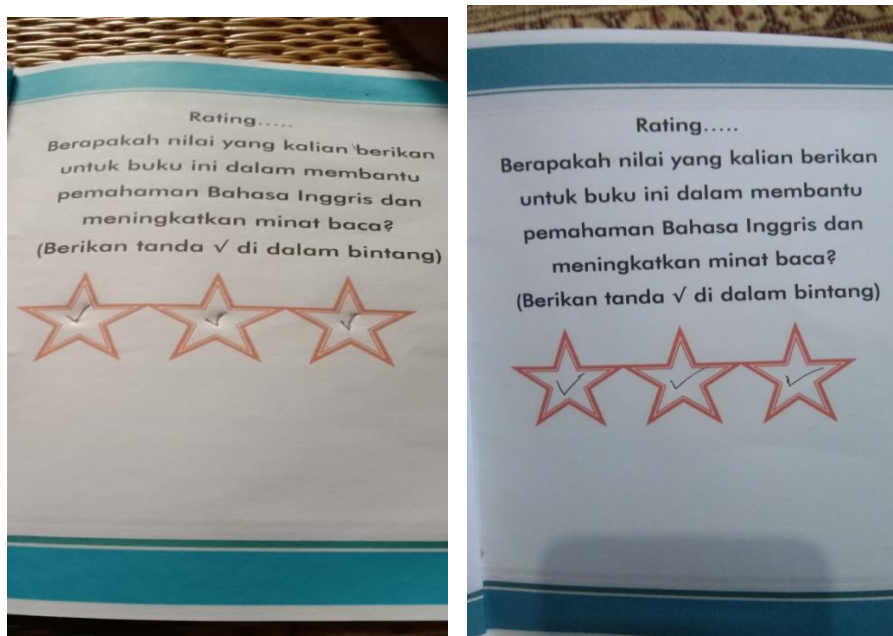 Rating.....
Berapakah nilai yang kalian berikan
untuk buku ini dalam membantu
pemahaman Bahasa Inggris dan
meningkatkan minat baca?
(Berikan tanda √ di dalam bintang)
✓ ✓ ✓
Rating.....
Berapakah nilai yang kalian berikan
untuk buku ini dalam membantu
pemahaman Bahasa Inggris dan
meningkatkan minat baca?
(Berikan tanda √ di dalam bintang)
✓ ✓ ✓